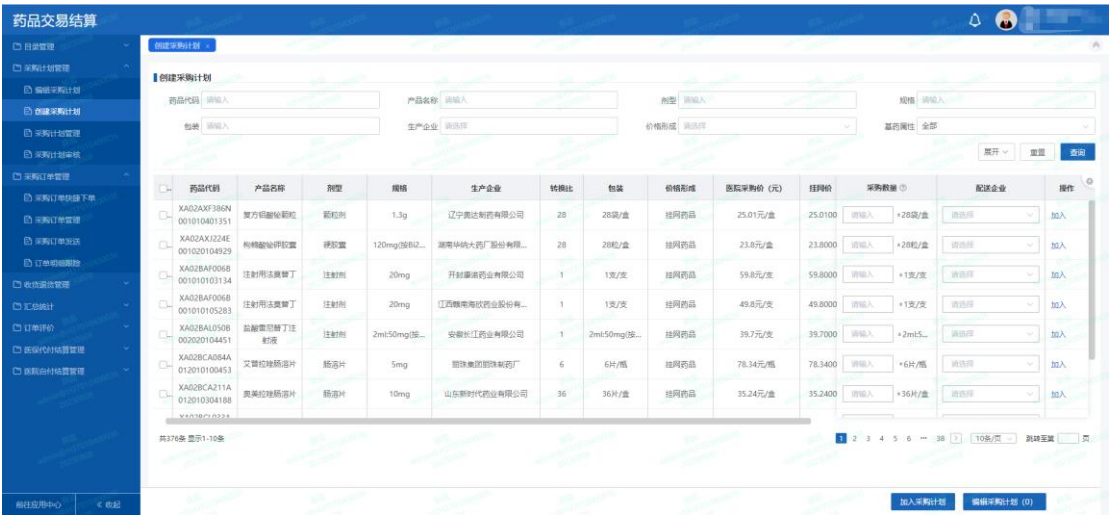 药品交易结算
目录管理
采购计划管理
编辑采购计划
创建采购计划
采购计划管理
采购计划审核
采购订单管理
采购订单快捷下单
采购订单管理
采购订单发送
订单明细跟踪
收货退货管理
汇总统计
订单评价
医保代付结算管理
医院自付结算管理
前往应用中心 « 收起
创建采购计划 ×
创建采购计划
药品代码 请输入 产品名称 请输入 剂型 请输入 规格 请输入
包装 请输入 生产企业 请选择 价格形成 请选择 基药属性 全部
展开 重置 查询
药品代码 产品名称 剂型 规格 生产企业 转换比 包装 价格形成 医院采购价（元） 挂网价 采购数量 配送企业 操作
XA02AXF386N001010401351 复方铝酸铋颗粒 颗粒剂 1.3g 辽宁奥达制药有限公司 28 28袋/盒 挂网药品 25.01元/盒 25.0100 请输入 *28袋/盒 请选择 加入
XA02AXJ224E001020104929 枸橼酸铋钾胶囊 硬胶囊 120mg(按Bi2... 湖南华纳大药厂股份有限... 28 28粒/盒 挂网药品 23.8元/盒 23.8000 请输入 *28粒/盒 请选择 加入
XA02BAF006B001010103134 注射用法莫替丁 注射剂 20mg 开封康诺药业有限公司 1 1支/支 挂网药品 59.8元/支 59.8000 请输入 *1支/支 请选择 加入
XA02BAF006B001010105283 注射用法莫替丁 注射剂 20mg 江西赣南海欣药业股份有... 1 1支/支 挂网药品 49.8元/支 49.8000 请输入 *1支/支 请选择 加入
XA02BAL050B002020104451 盐酸雷尼替丁注射液 注射剂 2ml:50mg(按... 安徽长江药业有限公司 1 2ml:50mg(按... 挂网药品 39.7元/支 39.7000 请输入 *2ml:5... 请选择 加入
XA02BCA084A012010100453 艾普拉唑肠溶片 肠溶片 5mg 丽珠集团丽珠制药厂 6 6片/瓶 挂网药品 78.34元/瓶 78.3400 请输入 *6片/瓶 请选择 加入
XA02BCA211A012010304188 奥美拉唑肠溶片 肠溶片 10mg 山东新时代药业有限公司 36 36片/盒 挂网药品 35.24元/盒 35.2400 请输入 *36片/盒 请选择 加入
共376条 显示1-10条 1 2 3 4 5 6 ··· 38 10条/页 跳转至第 页
加入采购计划 编辑采购计划（0）